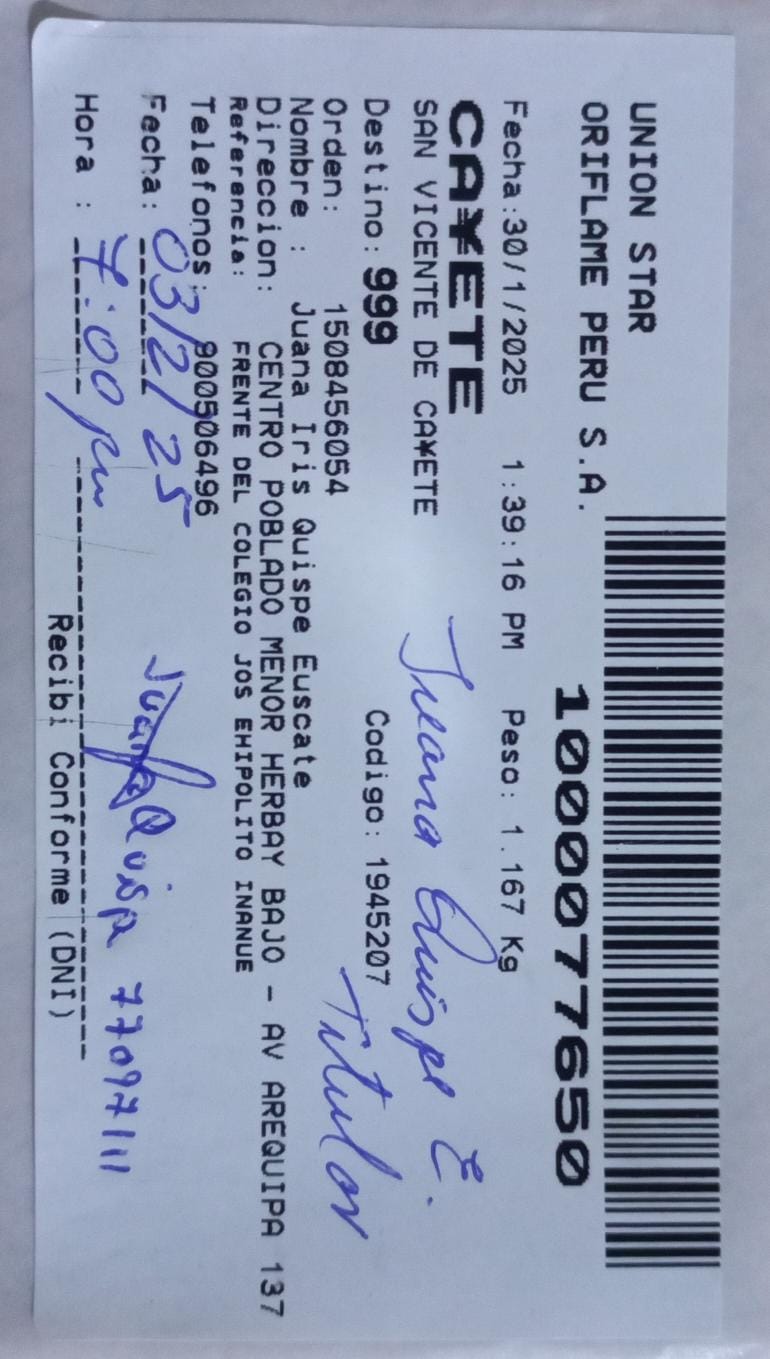 UNION STAR
ORIFLAME PERU S.A.
1000077650
Fecha:30/1/2025 1:39:16 PM Peso: 1.167 Kg
CA¥ETE
SAN VICENTE DE CA¥ETE
Juana Quispe E.
Destino: 999 Codigo: 1945207
Titular
Orden: 1508456054
Nombre : Juana Iris Quispe Euscate
Direccion: CENTRO POBLADO MENOR HERBAY BAJO - AV AREQUIPA 137
Referencia: FRENTE DEL COLEGIO JOS EHIPOLITO INANUE
Telefonos: 900506496
Fecha: 03/2/25
Juana Quisp 77097111
Hora : 7:00 pm
Recibi Conforme (DNI)